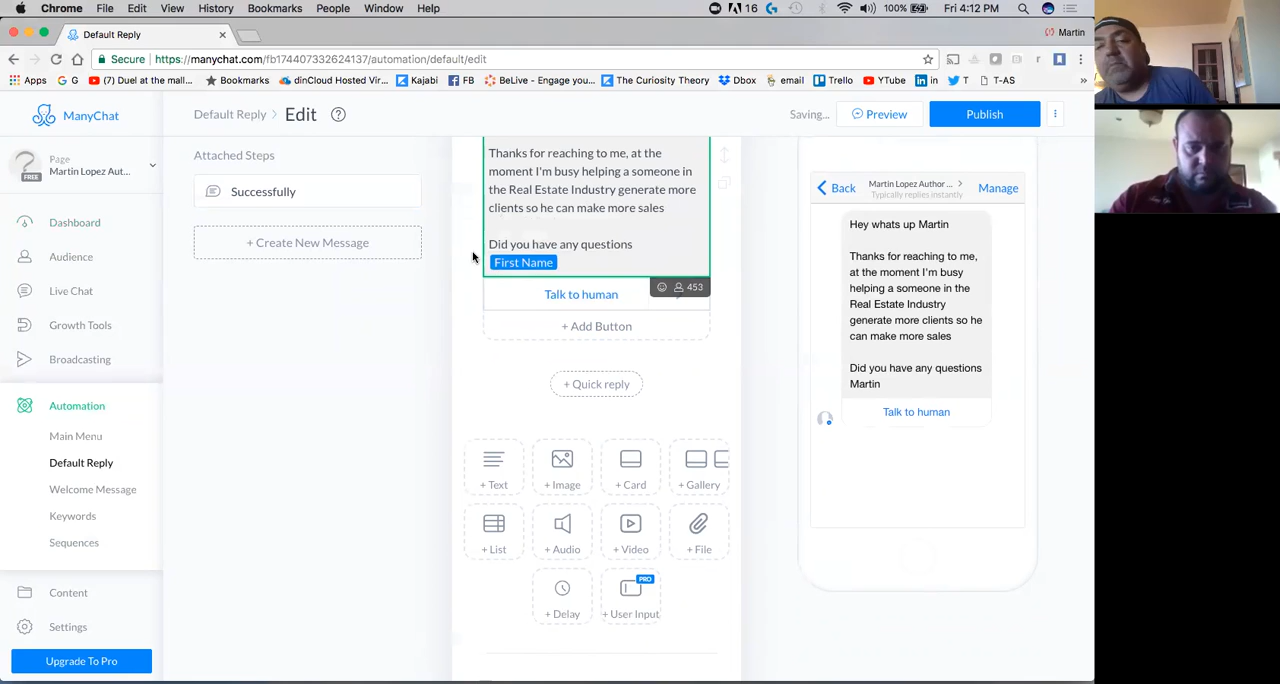 Chrome File Edit View History Bookmarks People Window Help
16 100% Fri 4:12 PM
Default Reply
Martin
Secure https://manychat.com/fb174407332624137/automation/default/edit
Apps G Duel at the mall... Bookmarks dinCloud Hosted Vir... Kajabi FB BeLive - Engage you... The Curiosity Theory Dbox email Trello YTube in T T-AS
ManyChat
Default Reply Edit
Saving... Preview Publish
Page
Martin Lopez Aut...
FREE
Dashboard
Audience
Live Chat
Growth Tools
Broadcasting
Automation
Main Menu
Default Reply
Welcome Message
Keywords
Sequences
Content
Settings
Upgrade To Pro
Attached Steps
Successfully
+ Create New Message
Thanks for reaching to me, at the
moment I'm busy helping a someone in
the Real Estate Industry generate more
clients so he can make more sales
Did you have any questions
First Name
453
Talk to human
+ Add Button
+ Quick reply
+ Text + Image + Card + Gallery
+ List + Audio + Video + File
PRO
+ Delay + User Input
Back Martin Lopez Author ... Manage
Typically replies instantly
Hey whats up Martin
Thanks for reaching to me,
at the moment I'm busy
helping a someone in the
Real Estate Industry
generate more clients so he
can make more sales
Did you have any questions
Martin
Talk to human